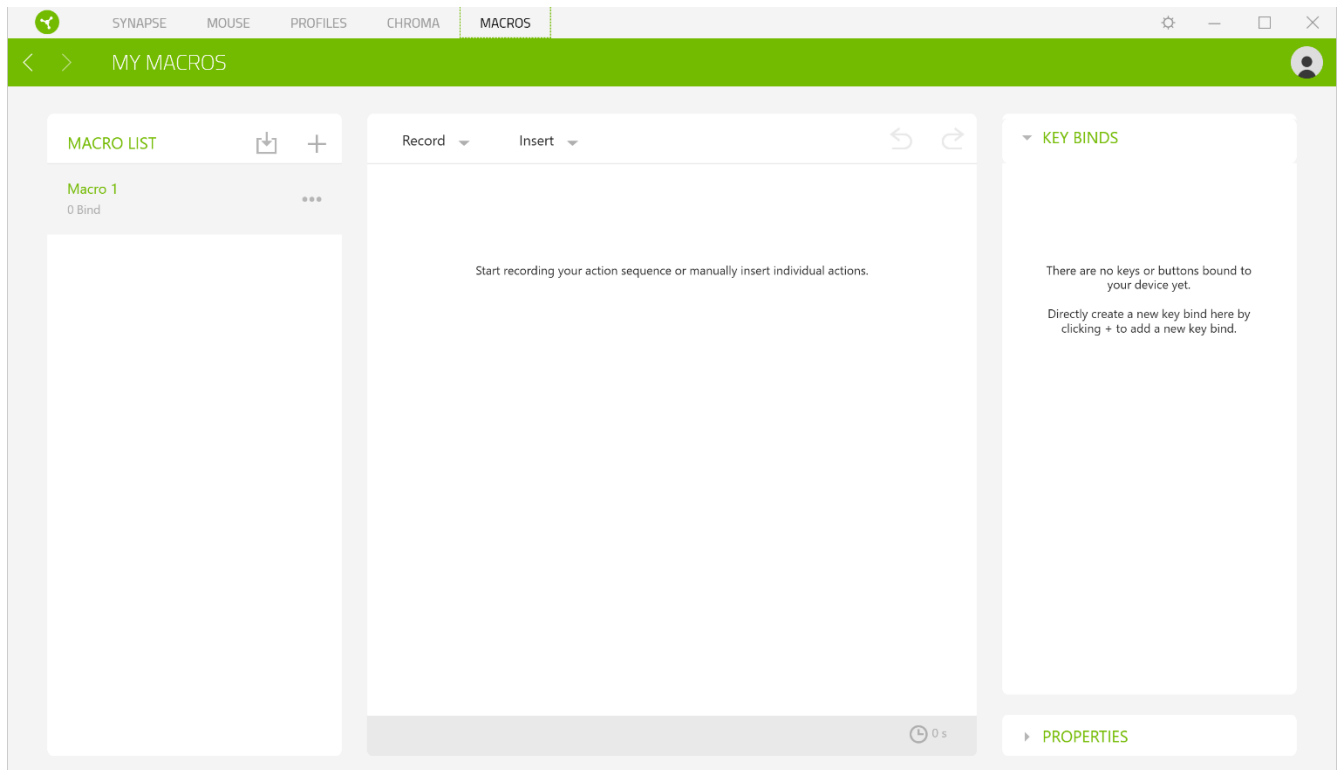 SYNAPSE MOUSE PROFILES CHROMA MACROS
MY MACROS
MACRO LIST
Macro 1
0 Bind
Record Insert
Start recording your action sequence or manually insert individual actions.
0 s
KEY BINDS
There are no keys or buttons bound to
your device yet.
Directly create a new key bind here by
clicking + to add a new key bind.
PROPERTIES